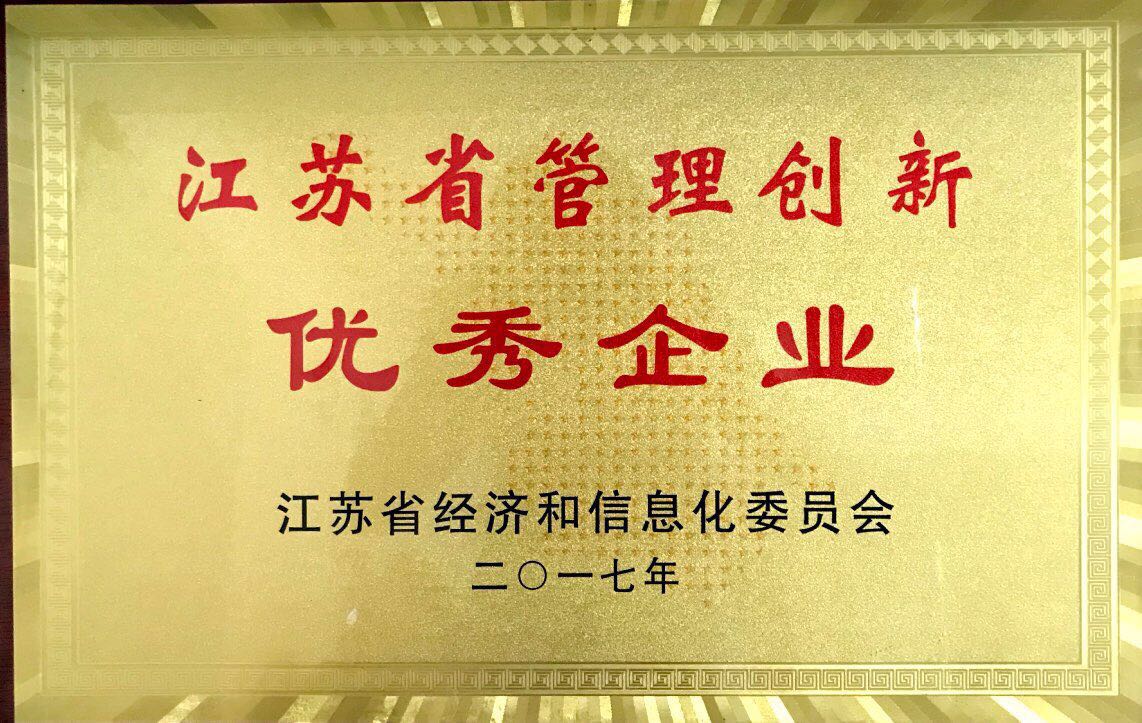 江苏省管理创新
优秀企业
江苏省经济和信息化委员会
二〇一七年